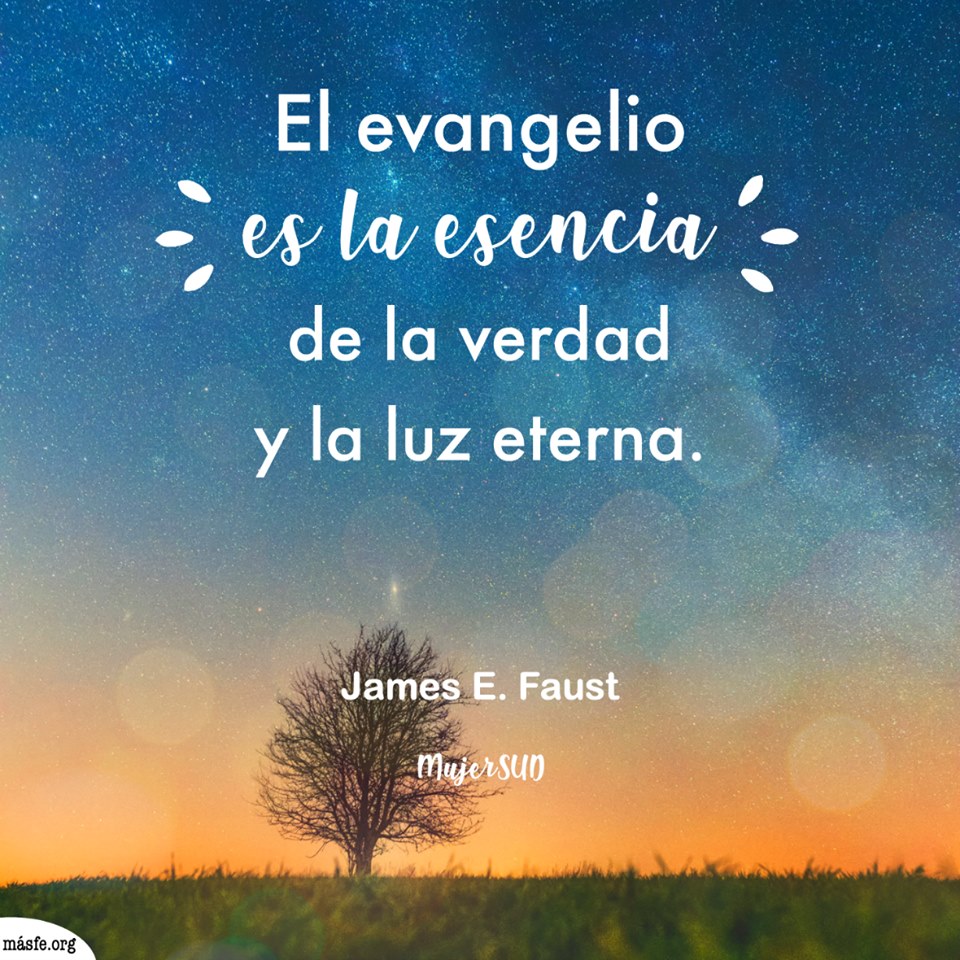 El evangelio
es la esencia
de la verdad
y la luz eterna.
James E. Faust
MujerSUD
másfe.org